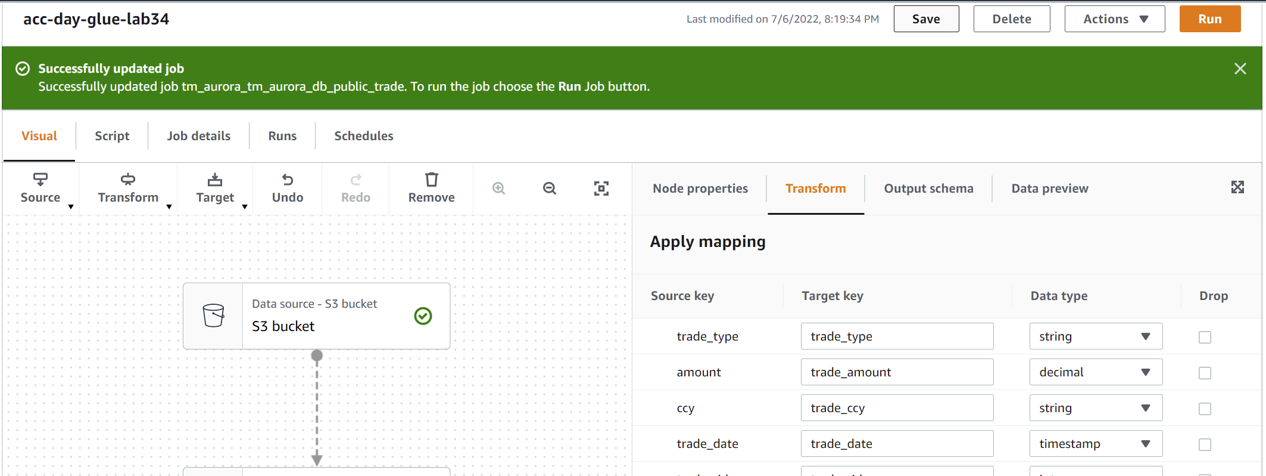 acc-day-glue-lab34
Last modified on 7/6/2022, 8:19:34 PM
Save
Delete
Actions
Run
Successfully updated job
Successfully updated job tm_aurora_tm_aurora_db_public_trade. To run the job choose the Run Job button.
Visual
Script
Job details
Runs
Schedules
Source
Transform
Target
Undo
Redo
Remove
Node properties
Transform
Output schema
Data preview
Data source - S3 bucket
S3 bucket
Apply mapping
Source key Target key Data type Drop
trade_type trade_type string
amount trade_amount decimal
ccy trade_ccy string
trade_date trade_date timestamp